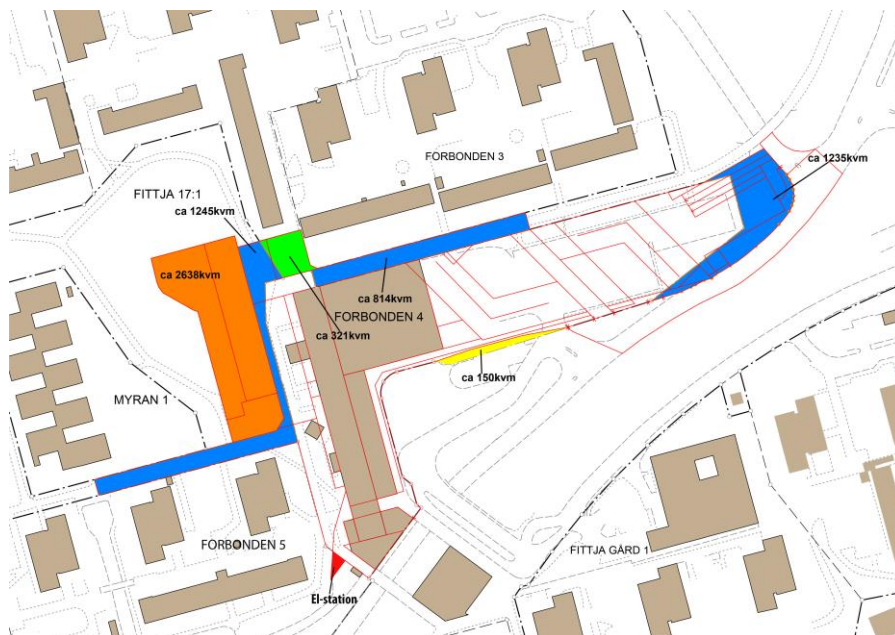 FORBONDEN 3
ca 1235kvm
FITTJA 17:1
ca 1245kvm
ca 2638kvm
ca 814kvm
FORBONDEN 4
ca 321kvm
ca 150kvm
MYRAN 1
FORBONDEN 5
FITTJA GÅRD 1
El-station